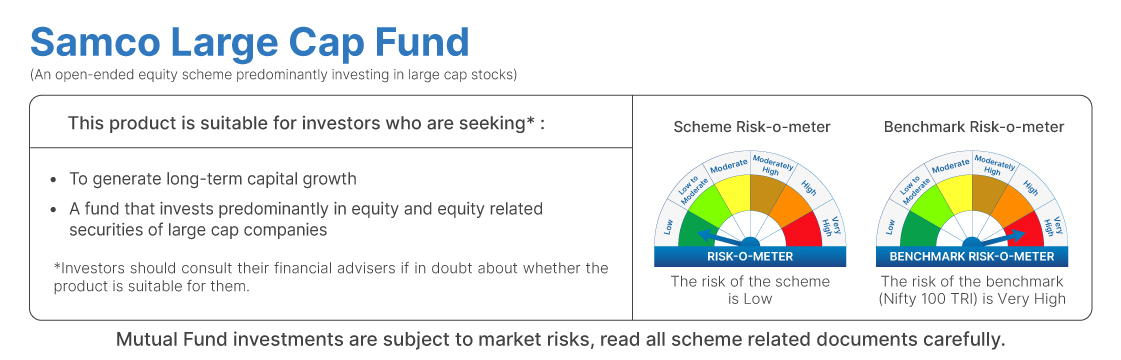 Samco Large Cap Fund
(An open-ended equity scheme predominantly investing in large cap stocks)
This product is suitable for investors who are seeking* :
• To generate long-term capital growth
• A fund that invests predominantly in equity and equity related
securities of large cap companies
*Investors should consult their financial advisers if in doubt about whether the
product is suitable for them.
Scheme Risk-o-meter
Low
Low to
Moderate
Moderate
Moderately
High
High
Very
High
RISK-O-METER
The risk of the scheme
is Low
Benchmark Risk-o-meter
Low
Low to
Moderate
Moderate
Moderately
High
High
Very
High
BENCHMARK RISK-O-METER
The risk of the benchmark
(Nifty 100 TRI) is Very High
Mutual Fund investments are subject to market risks, read all scheme related documents carefully.